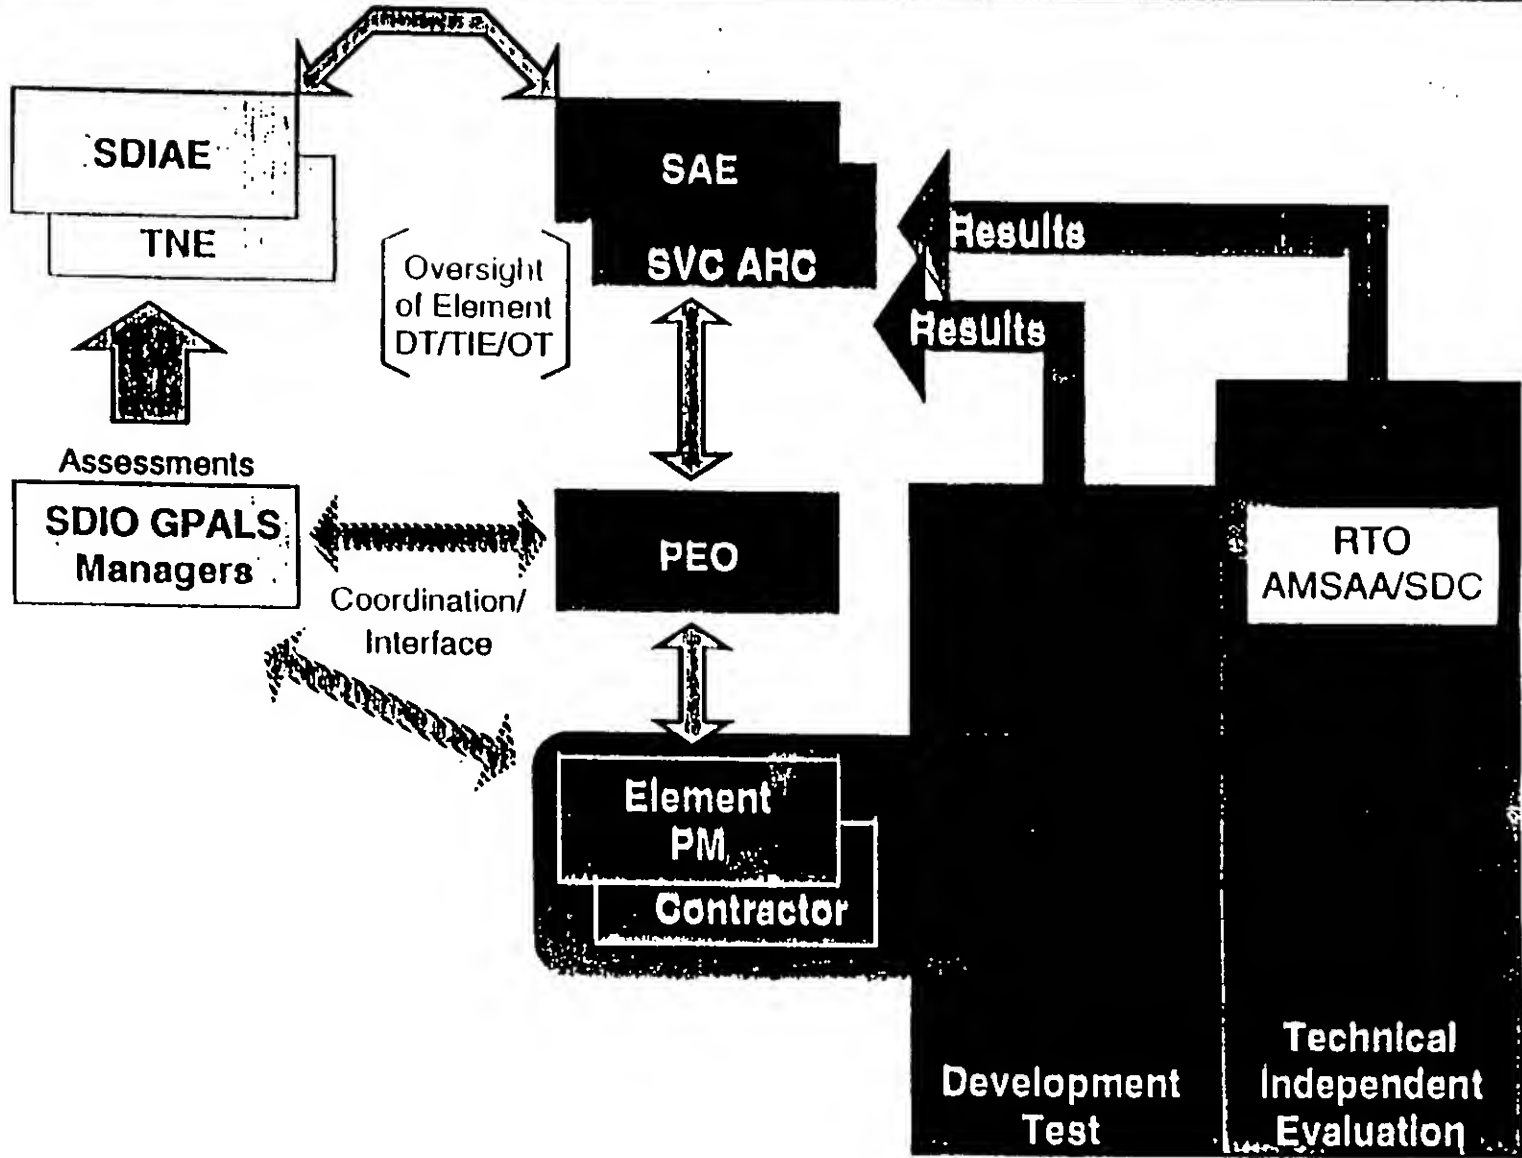 SDIAE
TNE
SAE
SVC ARC
Oversight
of Element
DT/TIE/OT
Results
Results
Assessments
SDIO GPALS
Managers
Coordination/
Interface
PEO
RTO
AMSAA/SDC
Element
PM
Contractor
Development
Test
Technical
Independent
Evaluation